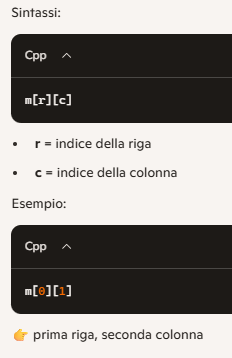 Sintassi:
Cpp
m[r][c]
• r = indice della riga
• c = indice della colonna
Esempio:
Cpp
m[0][1]
👉 prima riga, seconda colonna